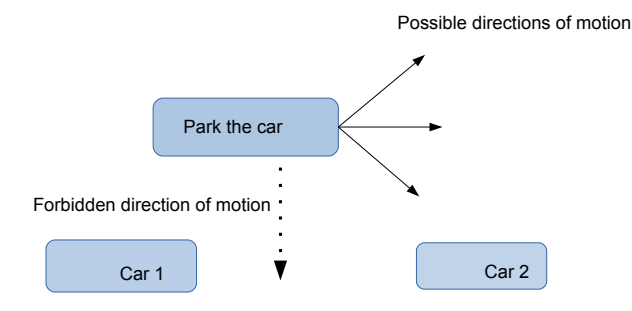 Possible directions of motion
Park the car
Forbidden direction of motion
Car 1
Car 2